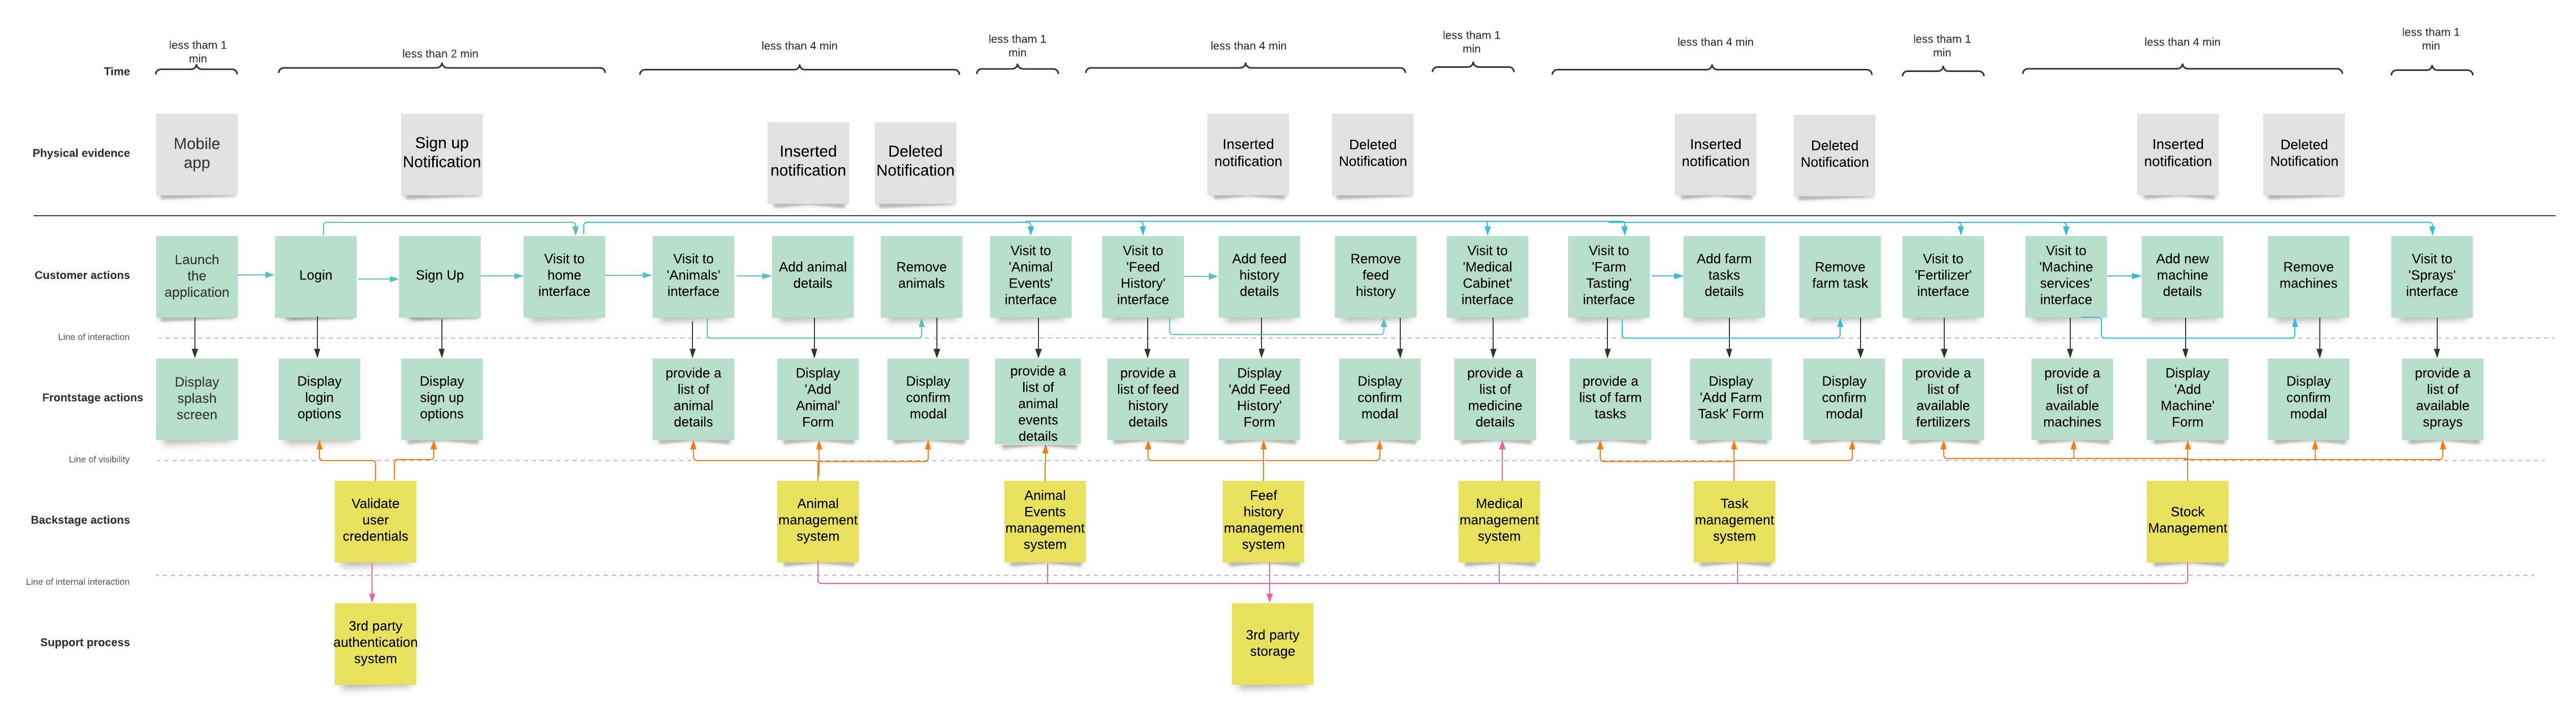 less tham 1
min
less than 2 min
less than 4 min
less tham 1
min
less than 4 min
less tham 1
min
less than 4 min
less tham 1
min
less than 4 min
less tham 1
min
Time
Physical evidence
Mobile
app
Sign up
Notification
Inserted
notification
Deleted
Notification
Inserted
notification
Deleted
Notification
Inserted
notification
Deleted
Notification
Inserted
notification
Deleted
Notification
Customer actions
Launch
the
application
Login
Sign Up
Visit to
home
interface
Visit to
'Animals'
interface
Add animal
details
Remove
animals
Visit to
'Animal
Events'
interface
Visit to
'Feed
History'
interface
Add feed
history
details
Remove
feed
history
Visit to
'Medical
Cabinet'
interface
Visit to
'Farm
Tasting'
interface
Add farm
tasks
details
Remove
farm task
Visit to
'Fertilizer'
interface
Visit to
'Machine
services'
interface
Add new
machine
details
Remove
machines
Visit to
'Sprays'
interface
Line of interaction
Frontstage actions
Display
splash
screen
Display
login
options
Display
sign up
options
provide a
list of
animal
details
Display
'Add
Animal'
Form
Display
confirm
modal
provide a
list of
animal
events
details
provide a
list of feed
history
details
Display
'Add Feed
History'
Form
Display
confirm
modal
provide a
list of
medicine
details
provide a
list of farm
tasks
Display
'Add Farm
Task' Form
Display
confirm
modal
provide a
list of
available
fertilizers
provide a
list of
available
machines
Display
'Add
Machine'
Form
Display
confirm
modal
provide a
list of
available
sprays
Line of visibility
Backstage actions
Validate
user
credentials
Animal
management
system
Animal
Events
management
system
Feef
history
management
system
Medical
management
system
Task
management
system
Stock
Management
Line of internal interaction
Support process
3rd party
authentication
system
3rd party
storage